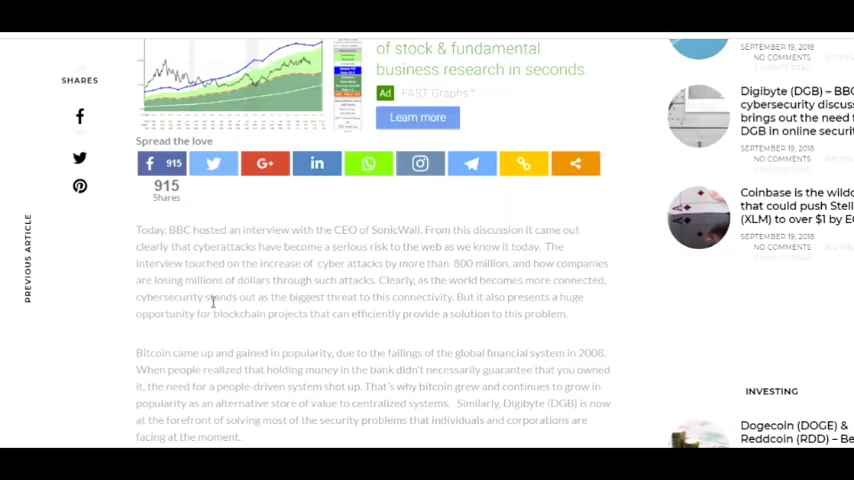 of stock & fundamental
business research in seconds.
Ad FAST Graphs™
Learn more
SHARES
Spread the love
915
915
Shares
Today, BBC hosted an interview with the CEO of SonicWall. From this discussion it came out
clearly that cyberattacks have become a serious risk to the web as we know it today. The
interview touched on the increase of cyber attacks by more than 800 million, and how companies
are losing millions of dollars through such attacks. Clearly, as the world becomes more connected,
cybersecurity stands out as the biggest threat to this connectivity. But it also presents a huge
opportunity for blockchain projects that can efficiently provide a solution to this problem.
Bitcoin came up and gained in popularity, due to the failings of the global financial system in 2008.
When people realized that holding money in the bank didn't necessarily guarantee that you owned
it, the need for a people-driven system shot up. That's why bitcoin grew and continues to grow in
popularity as an alternative store of value to centralized systems. Similarly, Digibyte (DGB) is now
at the forefront of solving most of the security problems that individuals and corporations are
facing at the moment.
PREVIOUS ARTICLE
SEPTEMBER 19, 2018
NO COMMENTS
Digibyte (DGB) – BBC
cybersecurity discuss
brings out the need f
DGB in online securit
SEPTEMBER 19, 2018
NO COMMENTS
Coinbase is the wildc
that could push Stell
(XLM) to over $1 by E
SEPTEMBER 19, 2018
NO COMMENTS
INVESTING
Dogecoin (DOGE) &
Reddcoin (RDD) – Be